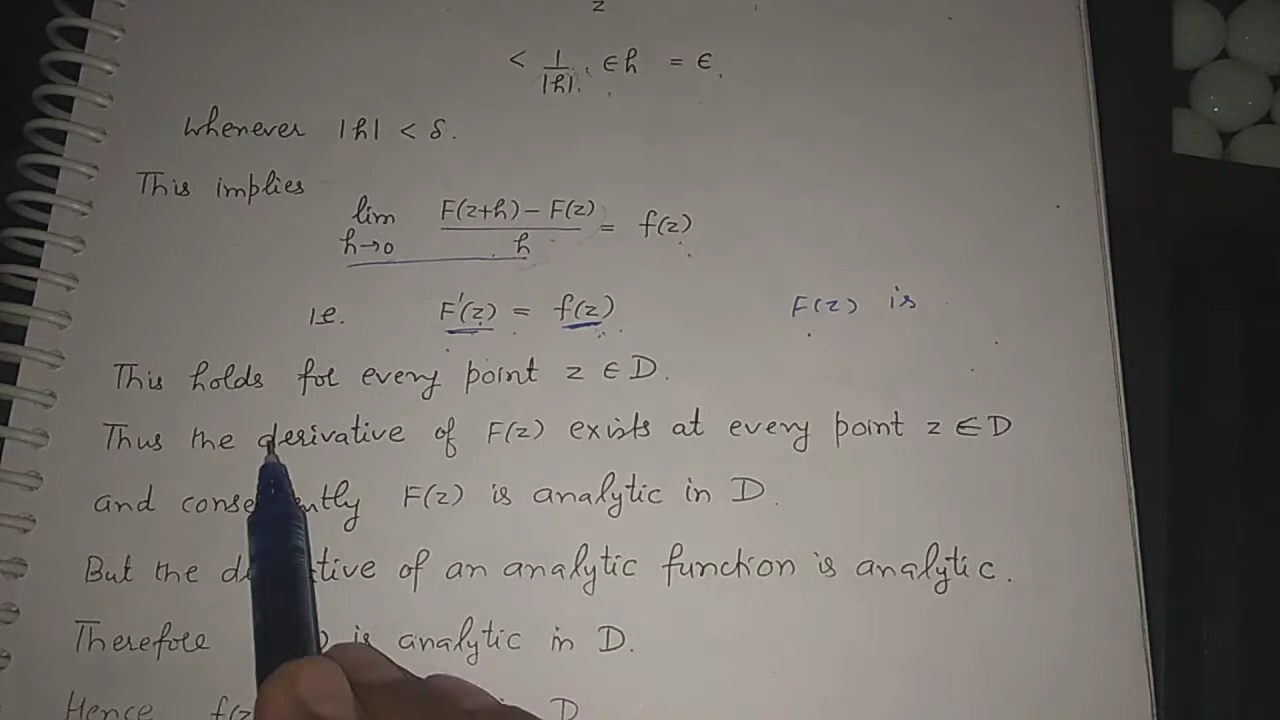 z
< 1/|h| . ϵh = ϵ.
Whenever |h| < δ.
This implies
lim h→0 F(z+h) - F(z) / h = f(z)
i.e. F'(z) = f(z) F(z) is
This holds for every point z ∈ D.
Thus the derivative of F(z) exists at every point z ∈ D
and F(z) is analytic in D.
But the of an analytic function is analytic.
Therefore is analytic in D.
Hence D